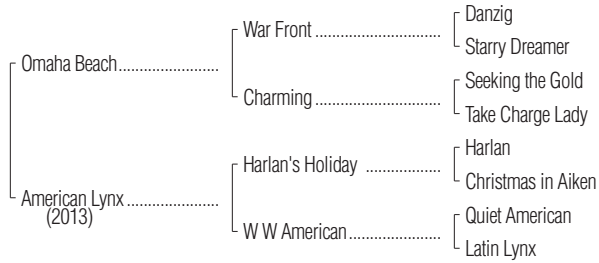 Danzig
War Front
Starry Dreamer
Omaha Beach
Seeking the Gold
Charming
Take Charge Lady
Harlan
Harlan's Holiday
Christmas in Aiken
American Lynx
(2013)
Quiet American
W W American
Latin Lynx